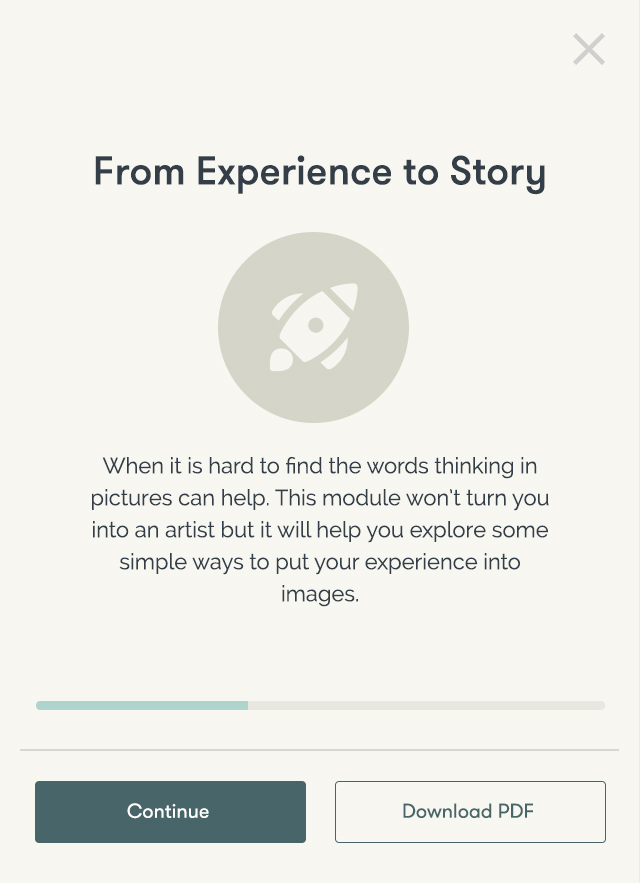 From Experience to Story
When it is hard to find the words thinking in
pictures can help. This module won't turn you
into an artist but it will help you explore some
simple ways to put your experience into
images.
Continue
Download PDF